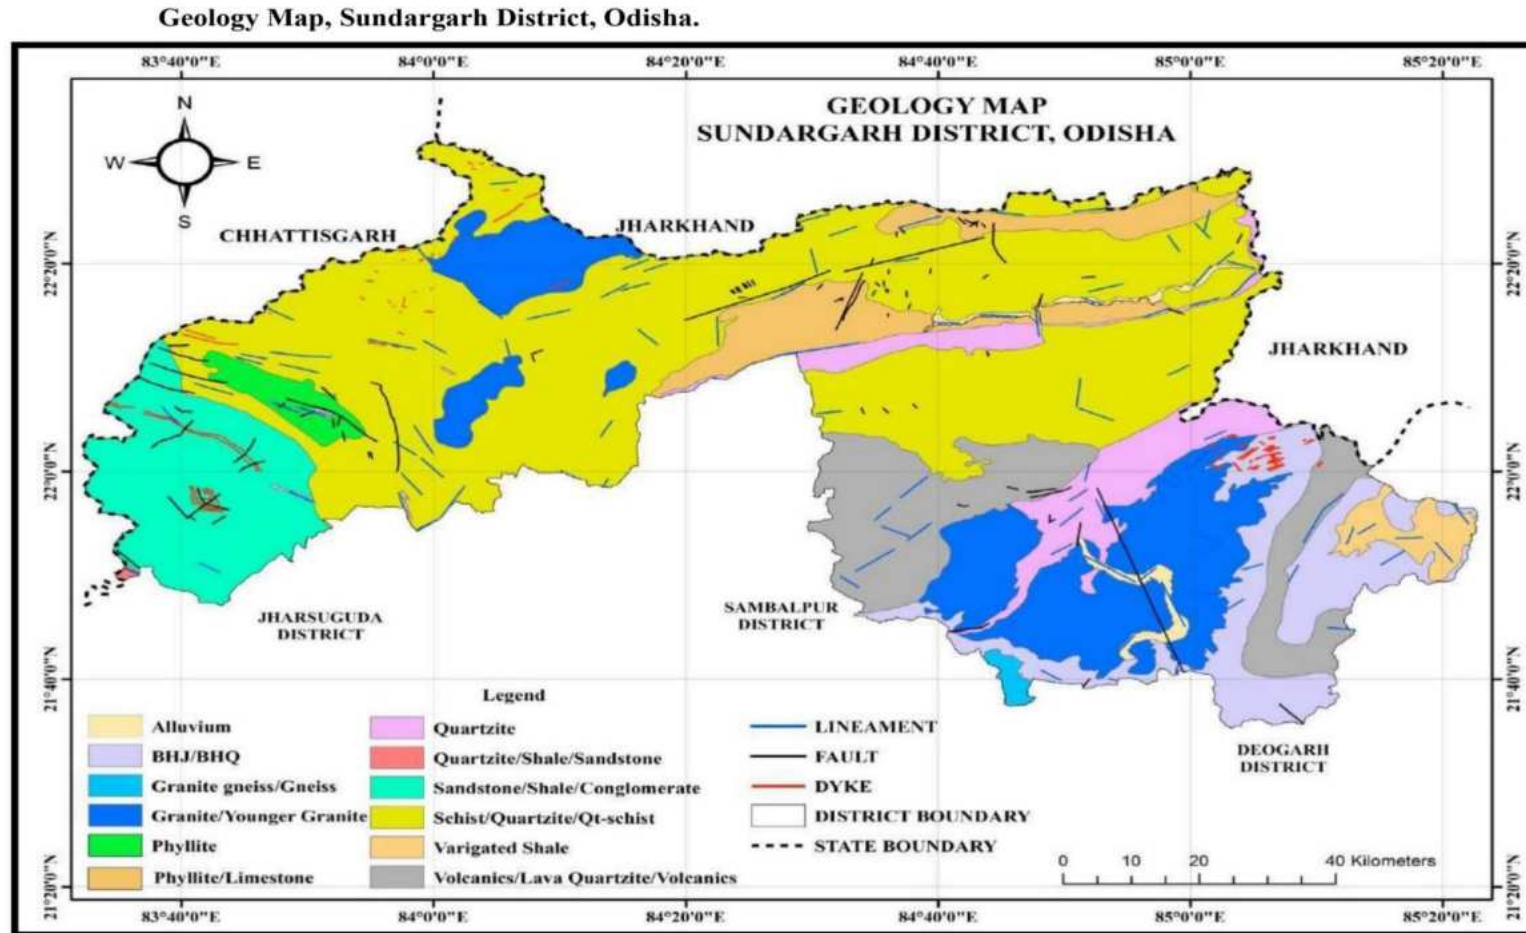 Geology Map, Sundargarh District, Odisha.
83°40'0"E 84°0'0"E 84°20'0"E 84°40'0"E 85°0'0"E 85°20'0"E
GEOLOGY MAP
SUNDARGARH DISTRICT, ODISHA
N
W E
S
CHHATTISGARH
JHARKHAND
22°20'0"N 22°20'0"N
JHARKHAND
22°0'0"N 22°0'0"N
JHARSUGUDA
DISTRICT
SAMBALPUR
DISTRICT
21°40'0"N 21°40'0"N
DEOGARH
DISTRICT
Legend
Alluvium
BHJ/BHQ
Granite gneiss/Gneiss
Granite/Younger Granite
Phyllite
Phyllite/Limestone
Quartzite
Quartzite/Shale/Sandstone
Sandstone/Shale/Conglomerate
Schist/Quartzite/Qt-schist
Varigated Shale
Volcanics/Lava Quartzite/Volcanics
LINEAMENT
FAULT
DYKE
DISTRICT BOUNDARY
STATE BOUNDARY
0 10 20 40 Kilometers
21°20'0"N 21°20'0"N
83°40'0"E 84°0'0"E 84°20'0"E 84°40'0"E 85°0'0"E 85°20'0"E